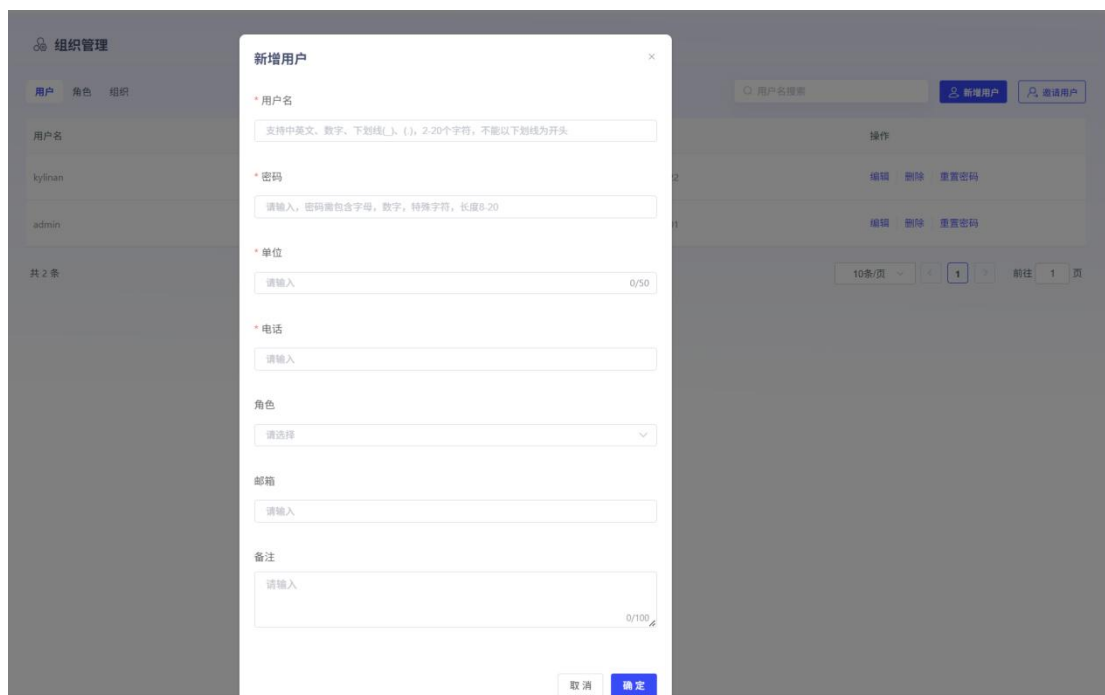 组织管理
新增用户
用户 角色 组织
用户名搜索
新增用户
邀请用户
* 用户名
支持中英文、数字、下划线(_)、(.)，2-20个字符，不能以下划线为开头
用户名
操作
* 密码
请输入，密码需包含字母，数字，特殊字符，长度8-20
kylinan
编辑 删除 重置密码
admin
编辑 删除 重置密码
* 单位
请输入 0/50
共 2 条
10条/页
1
前往 1 页
* 电话
请输入
角色
请选择
邮箱
请输入
备注
请输入
0/100
取消
确定